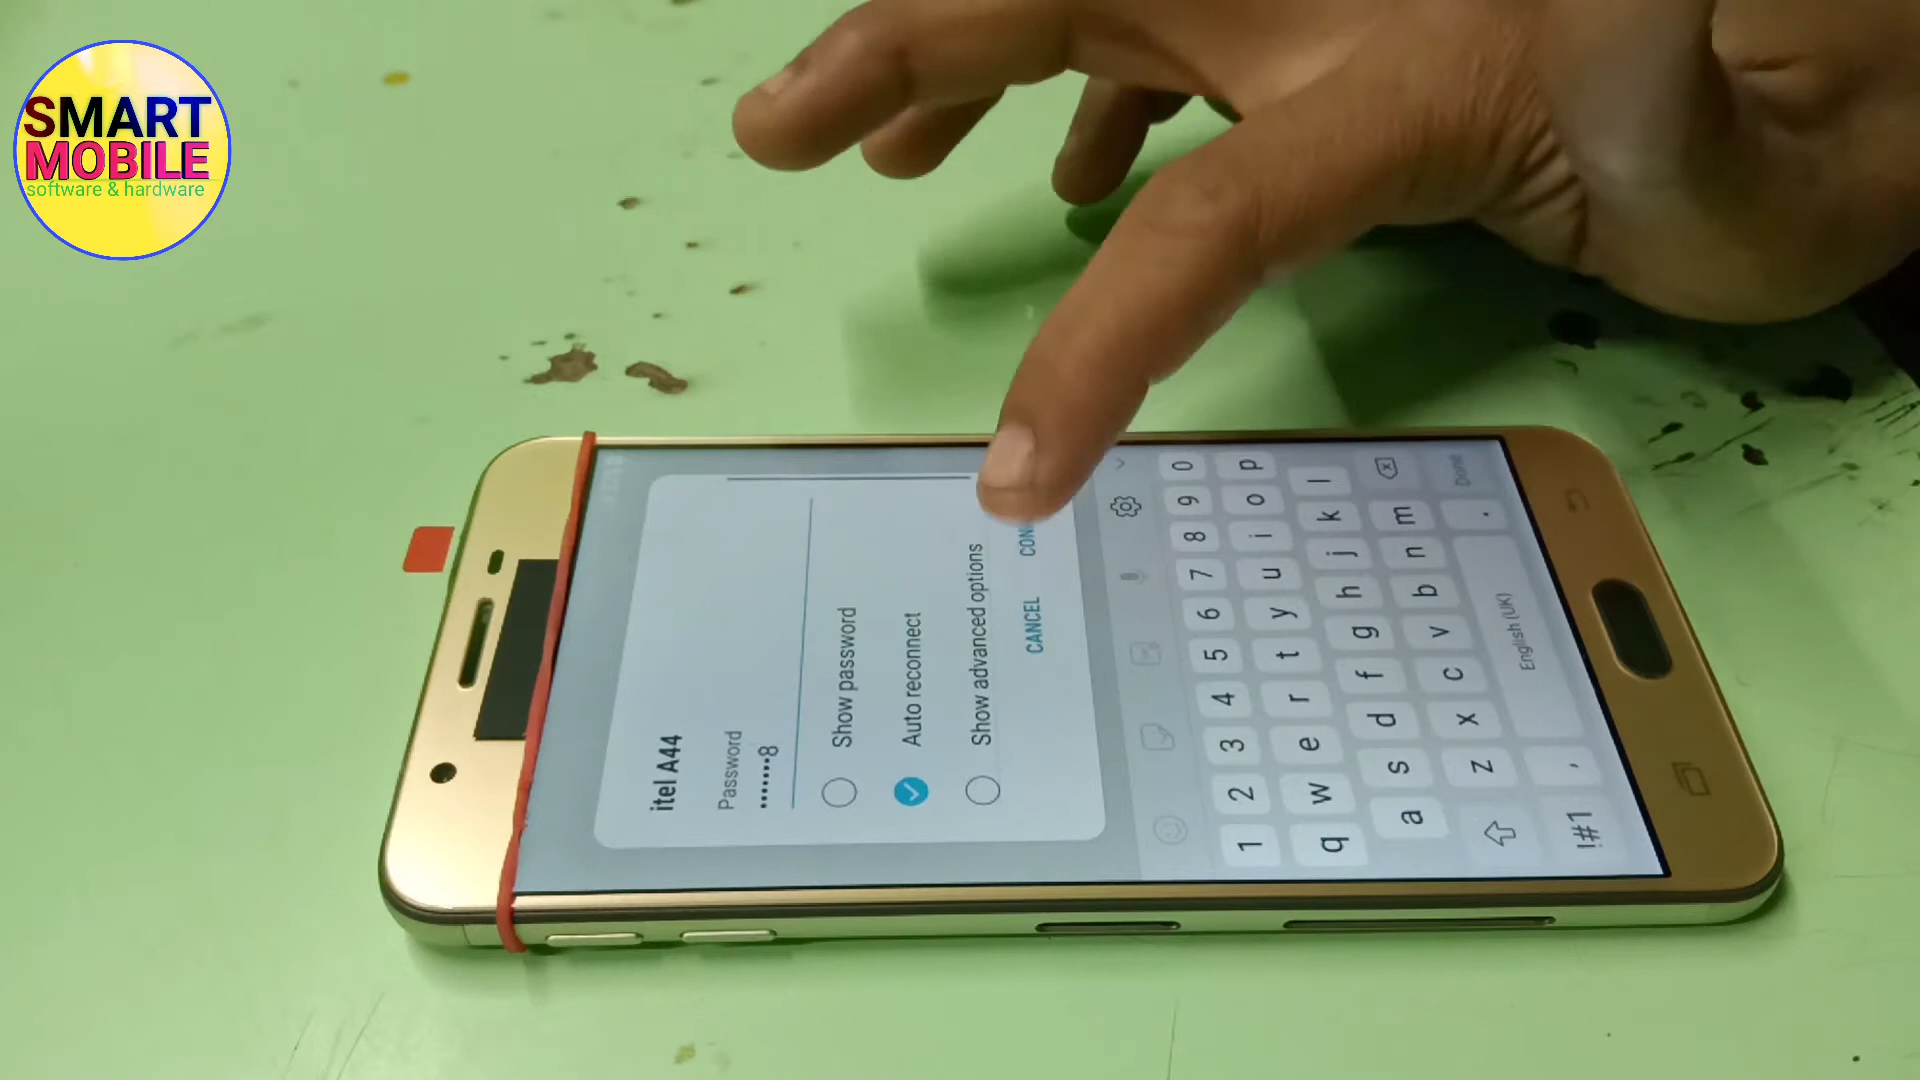 SMART
MOBILE
software & hardware
itel A44
Password
•••••••8
Show password
Auto reconnect
Show advanced options
CANCEL
1 2 3 4 5 6 7 8 9 0
q w e r t y u i o p
a s d f g h j k l
z x c v b n m
!#1 , English (UK) . Done